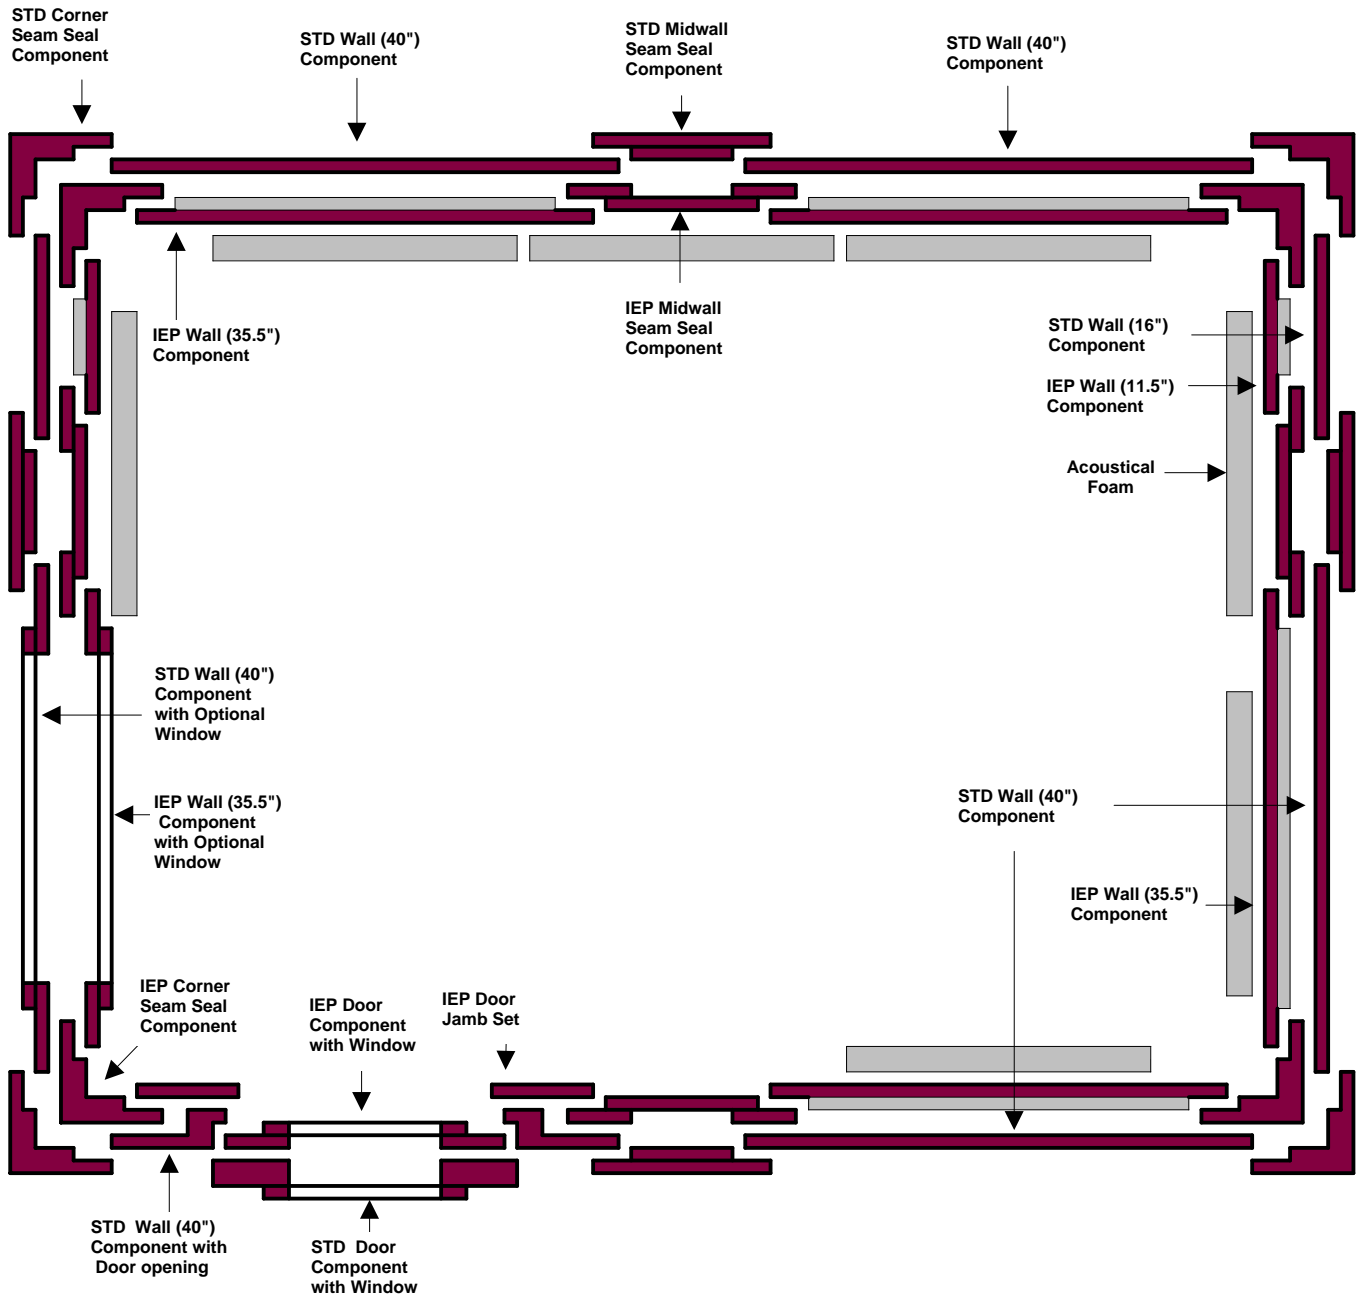 STD Corner
Seam Seal
Component
STD Wall (40")
Component
STD Midwall
Seam Seal
Component
STD Wall (40")
Component
IEP Wall (35.5")
Component
IEP Midwall
Seam Seal
Component
STD Wall (16")
Component
IEP Wall (11.5")
Component
Acoustical
Foam
STD Wall (40")
Component
with Optional
Window
IEP Wall (35.5")
Component
with Optional
Window
STD Wall (40")
Component
IEP Wall (35.5")
Component
IEP Corner
Seam Seal
Component
IEP Door
Component
with Window
IEP Door
Jamb Set
STD Wall (40")
Component with
Door opening
STD Door
Component
with Window